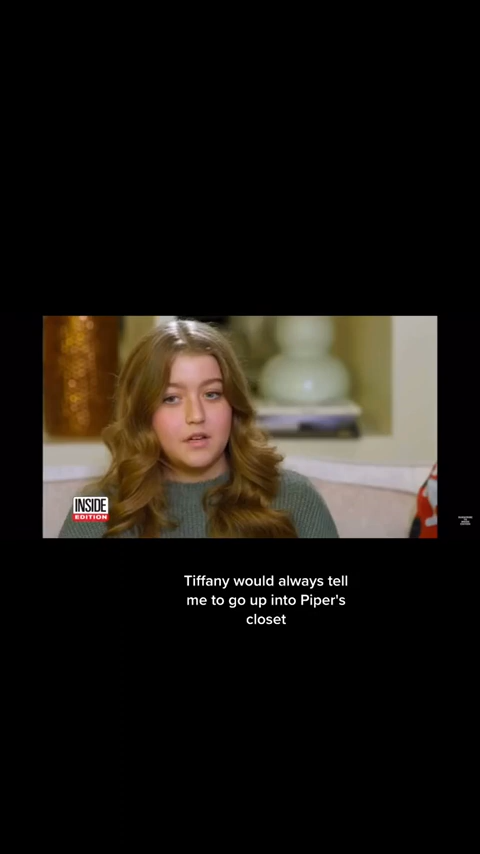 INSIDE
EDITION
Tiffany would always tell
me to go up into Piper's
closet